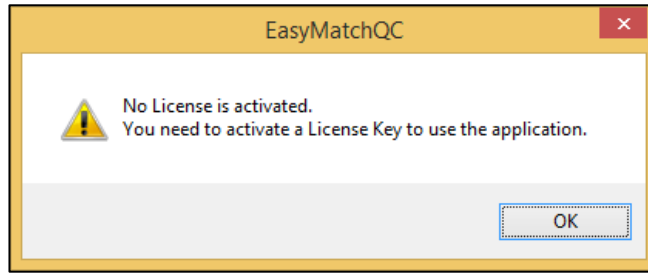 EasyMatchQC
No License is activated.
You need to activate a License Key to use the application.
OK